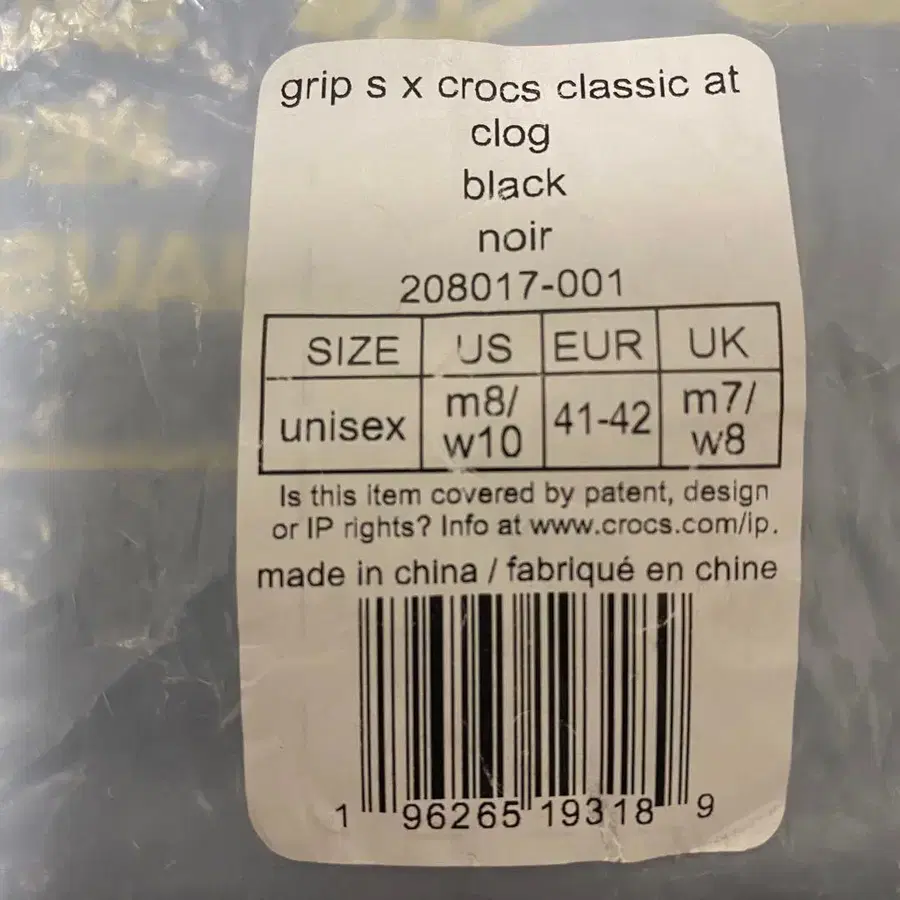 grip s x crocs classic at
clog
black
noir
208017-001
SIZE US EUR UK
unisex m8/ w10 41-42 m7/ w8
Is this item covered by patent, design
or IP rights? Info at www.crocs.com/ip.
made in china / fabriqué en chine
1 96265 19318 9